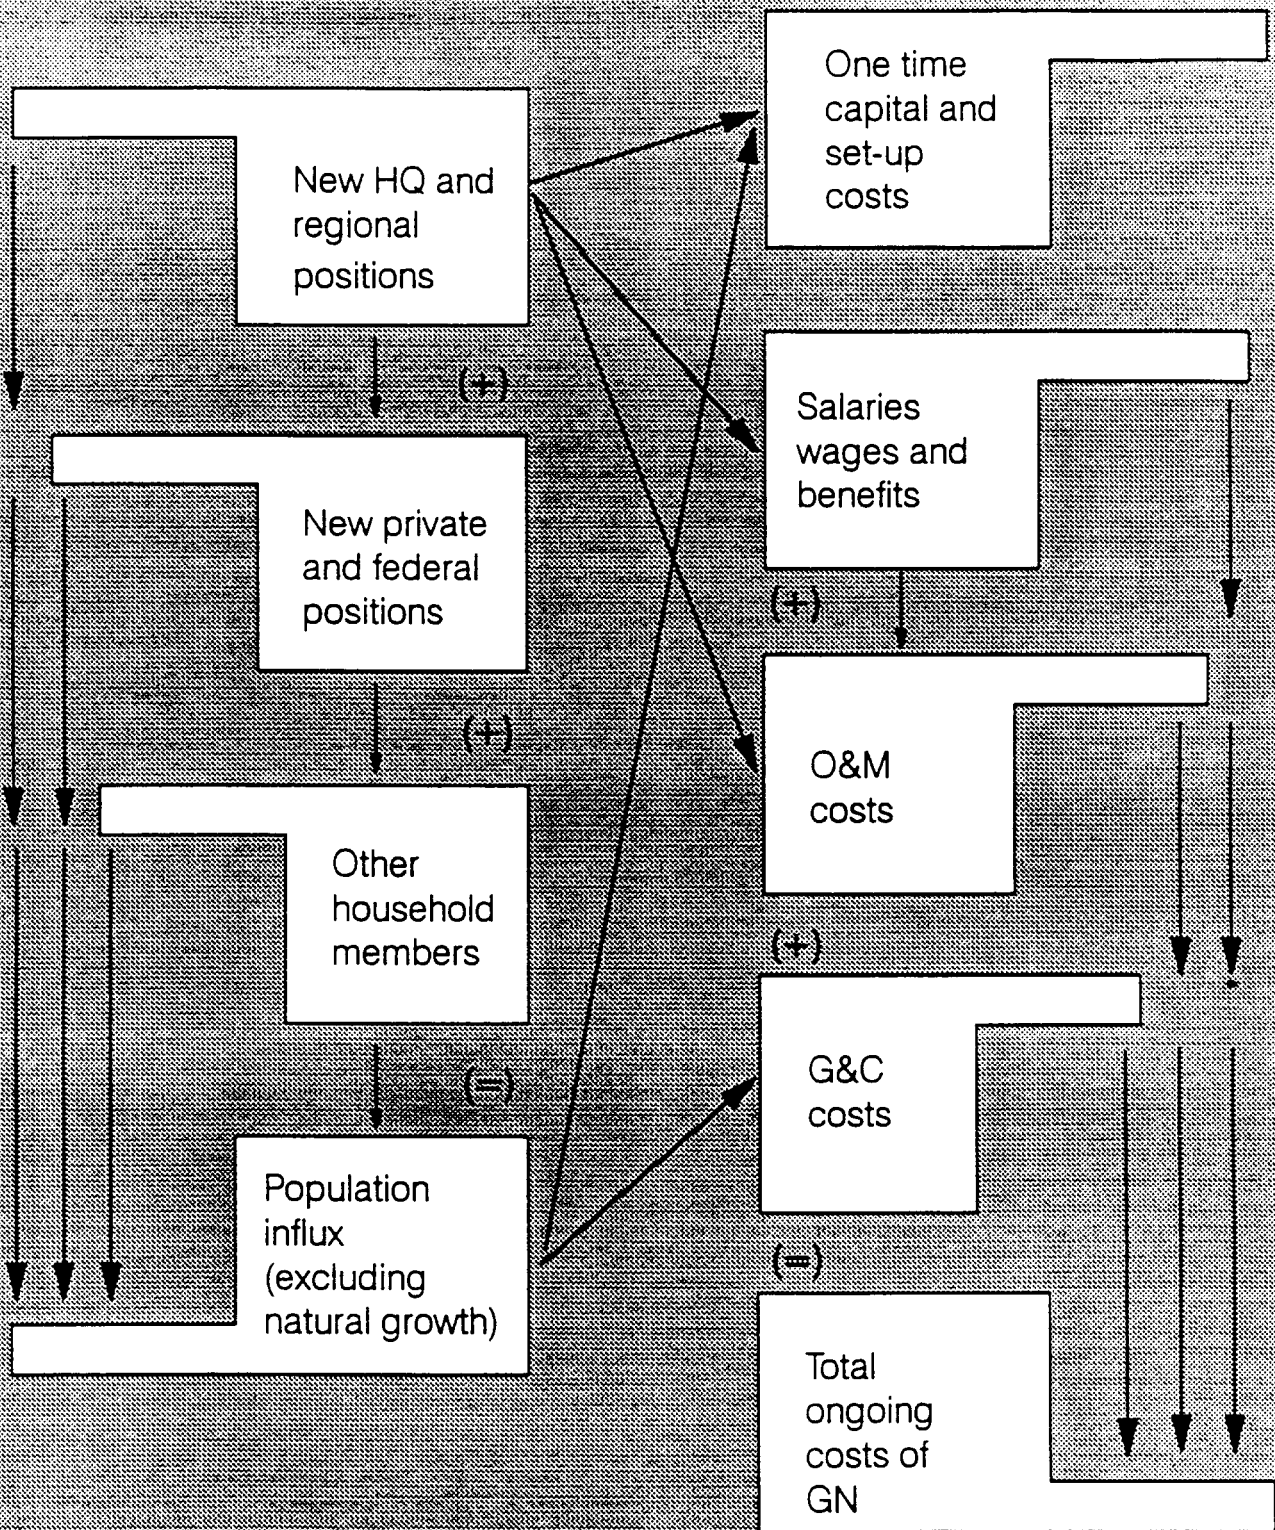 New HQ and
regional
positions
(+)
New private
and federal
positions
(+)
Other
household
members
(=)
Population
influx
(excluding
natural growth)
One time
capital and
set-up
costs
Salaries
wages and
benefits
(+)
O&M
costs
(+)
G&C
costs
(=)
Total
ongoing
costs of
GN